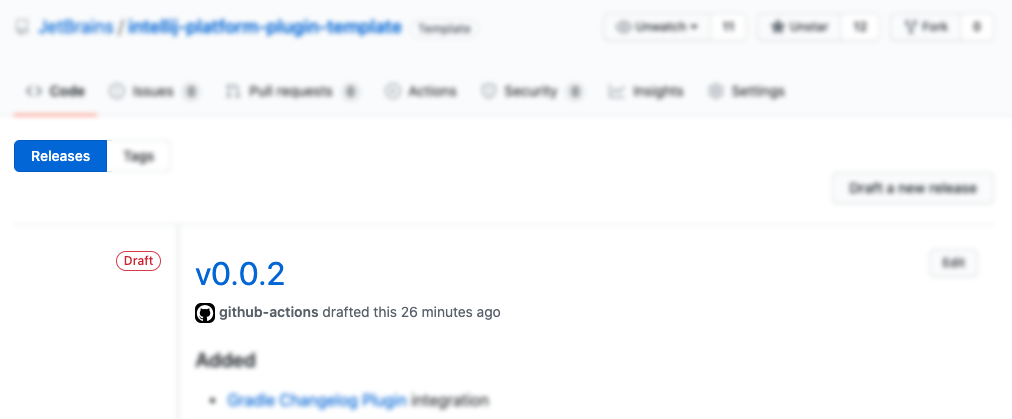 JetBrains / intellij-platform-plugin-template Template
Unwatch 11
Unstar 12
Fork 0
Code Issues 0 Pull requests 0 Actions Security 0 Insights Settings
Releases Tags
Draft a new release
Draft
v0.0.2
Edit
github-actions drafted this 26 minutes ago
Added
• Gradle Changelog Plugin integration